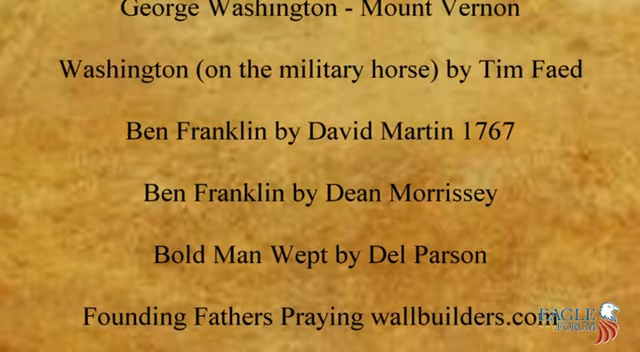 George Washington - Mount Vernon
Washington (on the military horse) by Tim Faed
Ben Franklin by David Martin 1767
Ben Franklin by Dean Morrissey
Bold Man Wept by Del Parson
Founding Fathers Praying wallbuilders.com
EAGLE
FORUM